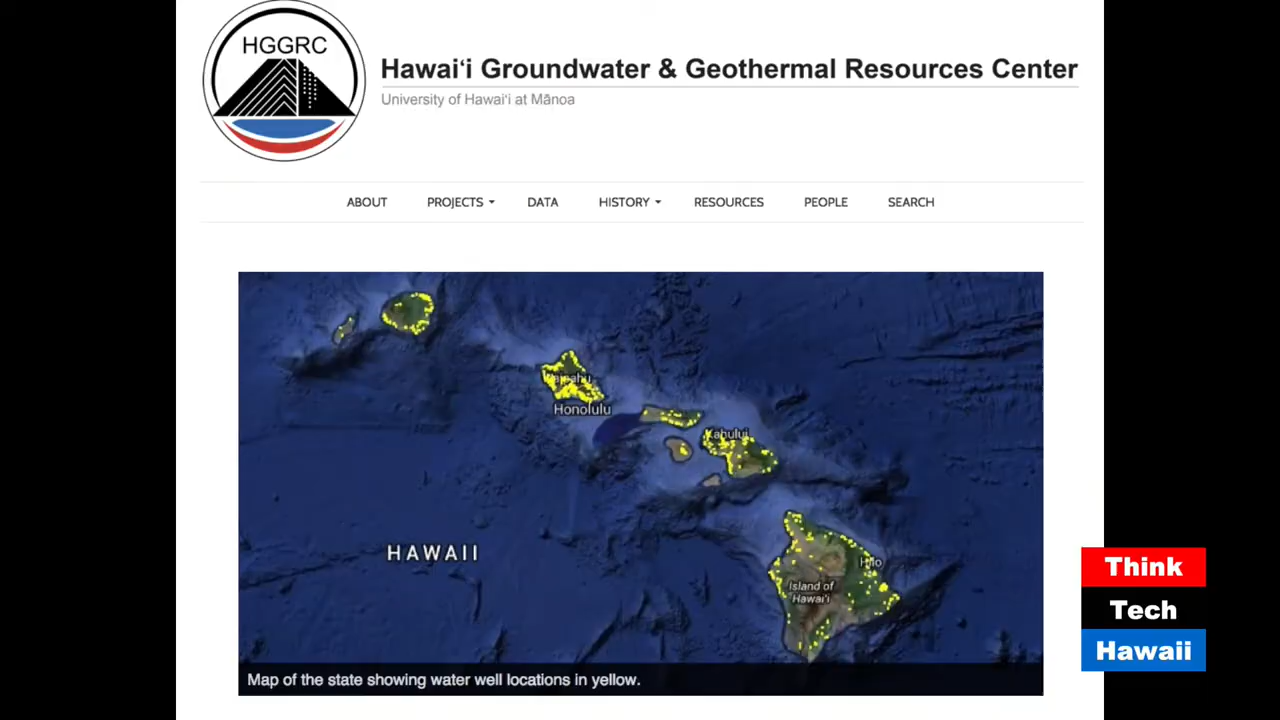 HGGRC
Hawaiʻi Groundwater & Geothermal Resources Center
University of Hawaiʻi at Mānoa
ABOUT PROJECTS DATA HISTORY RESOURCES PEOPLE SEARCH
Honolulu
Kahului
HAWAII
Hilo
Island of
Hawaiʻi
Think
Tech
Hawaii
Map of the state showing water well locations in yellow.